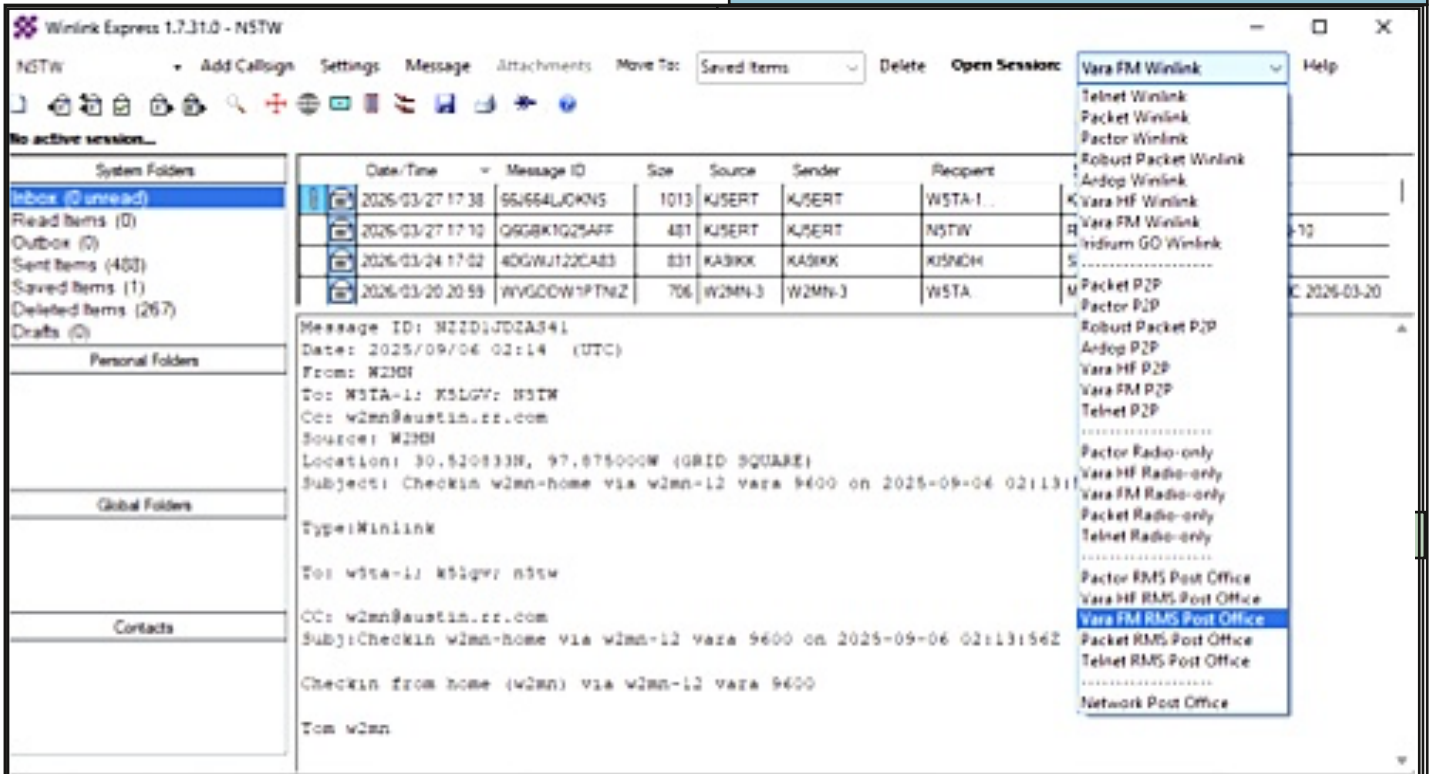 Winlink Express 1.7.31.0 - N5TW
N5TW Add Callsign Settings Message Attachments Move To: Saved Items Delete Open Session: Vara FM Winlink Help
No active session...
System Folders
Inbox (0 unread)
Read Items (0)
Outbox (0)
Sent Items (488)
Saved Items (1)
Deleted Items (267)
Drafts (0)
Personal Folders
Global Folders
Contacts
Date/Time Message ID Size Source Sender Recipient
2026/03/27 17:38 1013 KJ5ERT KJ5ERT W5TA-1...
2026/03/27 17:10 Q6GBK1Q25AFF 481 KJ5ERT KJ5ERT N5TW -10
2026/03/24 17:02 4DGWJ122CA83 831 KA9IKK KA9IKK KI5NDH
2026/03/20 20:59 706 W2MN-3 W2MN-3 W5TA C 2026-03-20
Message ID:
Date: 2025/09/06 02:14 (UTC)
From: W2MN
To: W5TA-1; K5LGV; N5TW
Cc: w2mn@austin.rr.com
Source: W2MN
Location: 30.520833N, 97.875000W (GRID SQUARE)
Subject: Checkin w2mn-home via w2mn-12 vara 9600 on 2025-09-06 02:13:
Type:Winlink
To: w5ta-1; k5lgv; n5tw
CC: w2mn@austin.rr.com
Subj:Checkin w2mn-home via w2mn-12 vara 9600 on 2025-09-06 02:13:56Z
Checkin from home (w2mn) via w2mn-12 vara 9600
Tom w2mn
Telnet Winlink
Packet Winlink
Pactor Winlink
Robust Packet Winlink
Ardop Winlink
Vara HF Winlink
Vara FM Winlink
Iridium GO Winlink
--------------------
Packet P2P
Pactor P2P
Robust Packet P2P
Ardop P2P
Vara HF P2P
Vara FM P2P
Telnet P2P
--------------------
Pactor Radio-only
Vara HF Radio-only
Vara FM Radio-only
Packet Radio-only
Telnet Radio-only
--------------------
Pactor RMS Post Office
Vara HF RMS Post Office
Vara FM RMS Post Office
Packet RMS Post Office
Telnet RMS Post Office
--------------------
Network Post Office